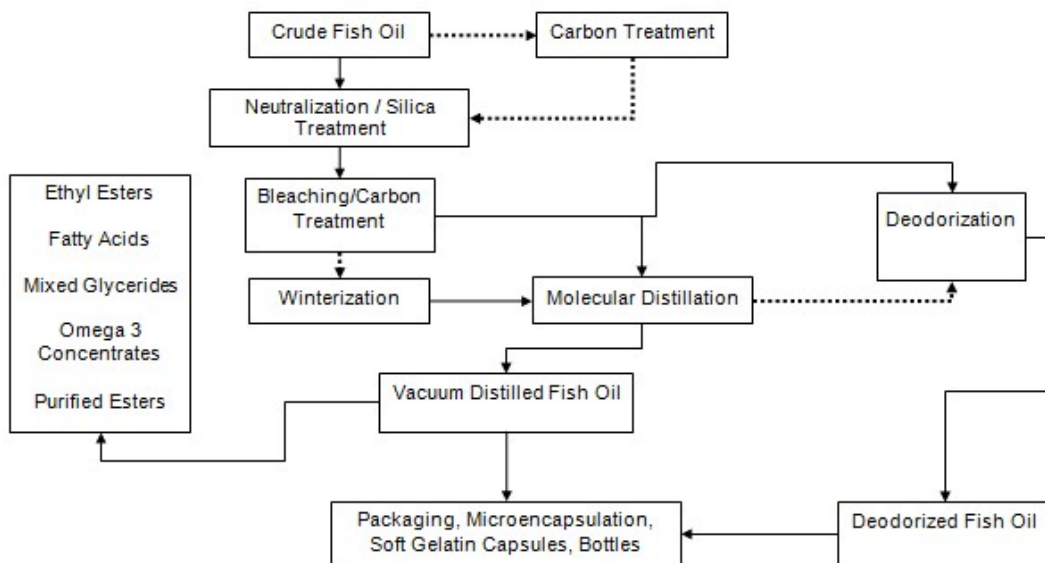 Crude Fish Oil
Carbon Treatment
Neutralization / Silica
Treatment
Bleaching/Carbon
Treatment
Deodorization
Ethyl Esters
Fatty Acids
Mixed Glycerides
Omega 3
Concentrates
Purified Esters
Winterization
Molecular Distillation
Vacuum Distilled Fish Oil
Packaging, Microencapsulation,
Soft Gelatin Capsules, Bottles
Deodorized Fish Oil